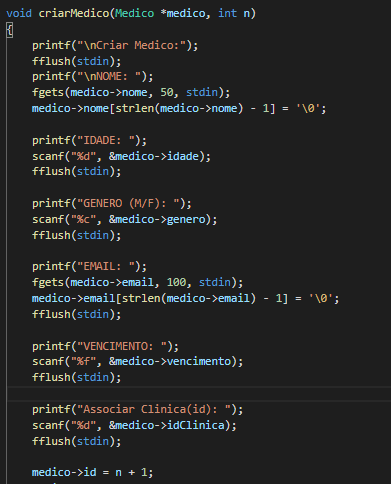 void criarMedico(Medico *medico, int n)
{
printf("\nCriar Medico:");
fflush(stdin);
printf("\nNOME: ");
fgets(medico->nome, 50, stdin);
medico->nome[strlen(medico->nome) - 1] = '\0';
printf("IDADE: ");
scanf("%d", &medico->idade);
fflush(stdin);
printf("GENERO (M/F): ");
scanf("%c", &medico->genero);
fflush(stdin);
printf("EMAIL: ");
fgets(medico->email, 100, stdin);
medico->email[strlen(medico->email) - 1] = '\0';
fflush(stdin);
printf("VENCIMENTO: ");
scanf("%f", &medico->vencimento);
fflush(stdin);
printf("Associar Clinica(id): ");
scanf("%d", &medico->idClinica);
fflush(stdin);
medico->id = n + 1;